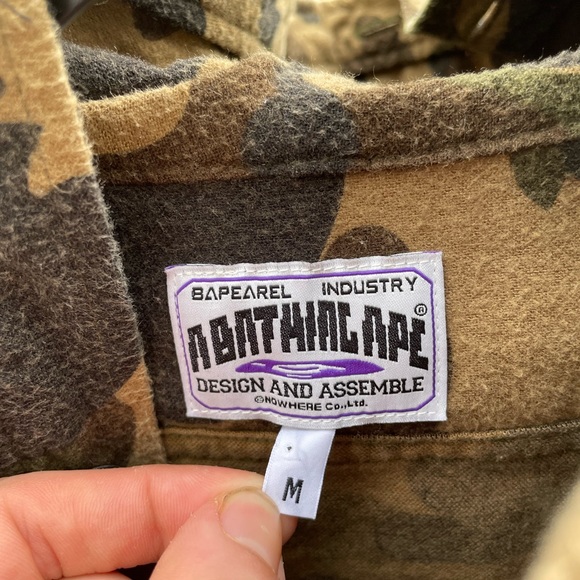 BAPEAREL INDUSTRY
A BATHING APE®
DESIGN AND ASSEMBLE
©NOWHERE Co.,Ltd.
M